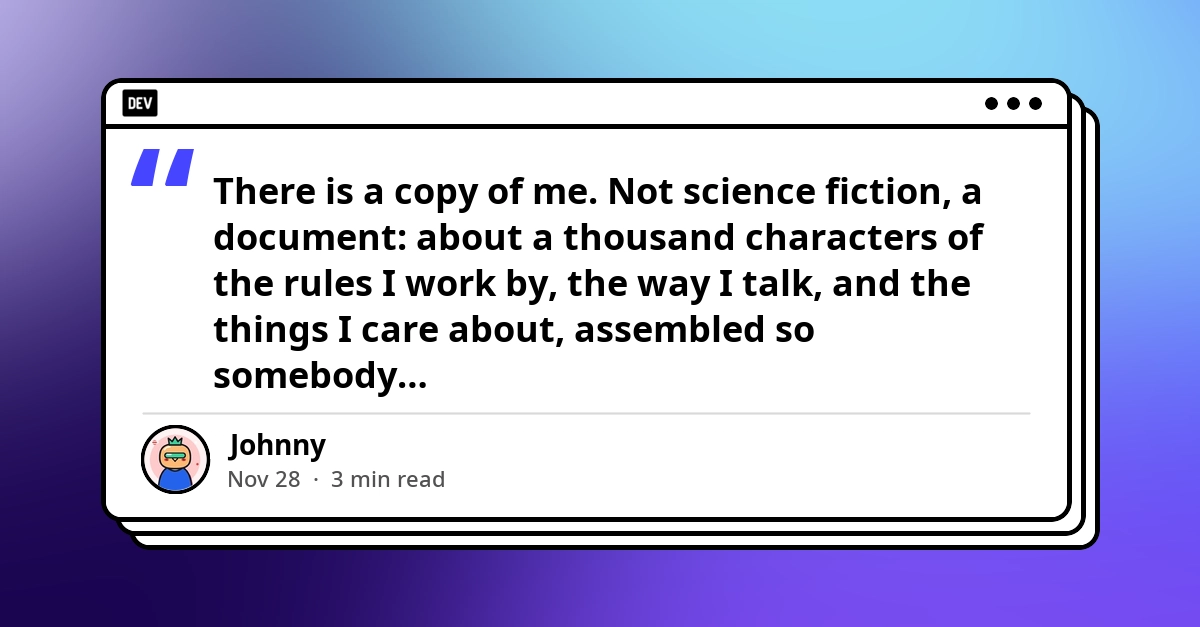 DEV
There is a copy of me. Not science fiction, a
document: about a thousand characters of
the rules I work by, the way I talk, and the
things I care about, assembled so
somebody...
Johnny
Nov 28 · 3 min read